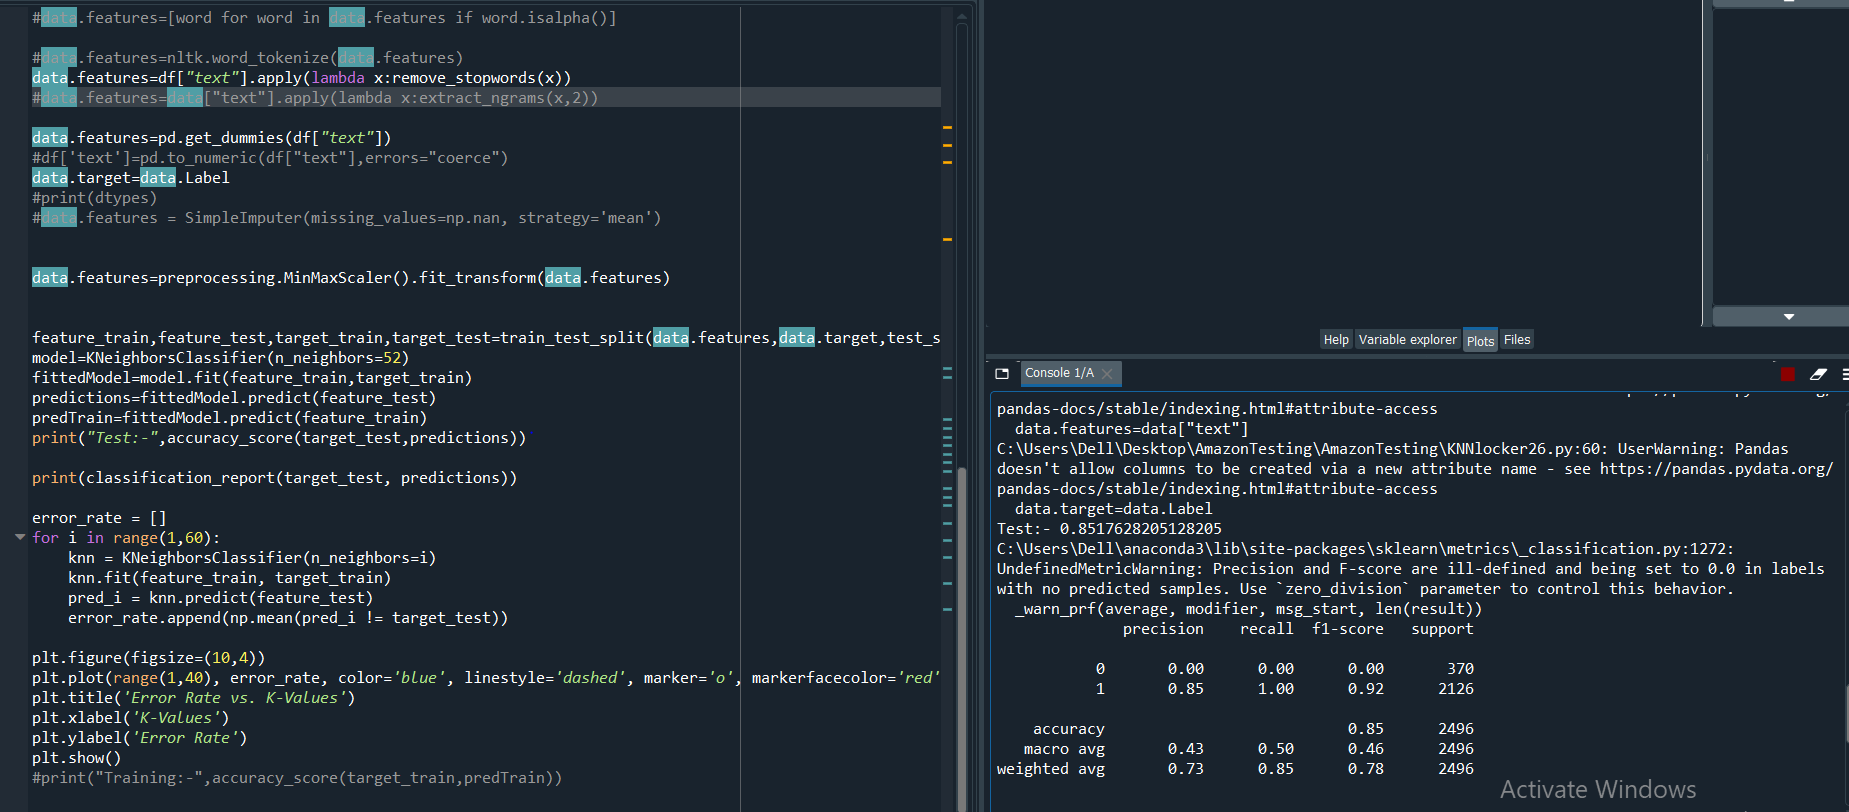 #data.features=[word for word in data.features if word.isalpha()]
#data.features=nltk.word_tokenize(data.features)
data.features=df["text"].apply(lambda x:remove_stopwords(x))
#data.features=data["text"].apply(lambda x:extract_ngrams(x,2))
data.features=pd.get_dummies(df["text"])
#df['text']=pd.to_numeric(df["text"],errors="coerce")
data.target=data.Label
#print(dtypes)
#data.features = SimpleImputer(missing_values=np.nan, strategy='mean')
data.features=preprocessing.MinMaxScaler().fit_transform(data.features)
feature_train,feature_test,target_train,target_test=train_test_split(data.features,data.target,test_s
model=KNeighborsClassifier(n_neighbors=52)
fittedModel=model.fit(feature_train,target_train)
predictions=fittedModel.predict(feature_test)
predTrain=fittedModel.predict(feature_train)
print("Test:-",accuracy_score(target_test,predictions))
print(classification_report(target_test, predictions))
error_rate = []
for i in range(1,60):
knn = KNeighborsClassifier(n_neighbors=i)
knn.fit(feature_train, target_train)
pred_i = knn.predict(feature_test)
error_rate.append(np.mean(pred_i != target_test))
plt.figure(figsize=(10,4))
plt.plot(range(1,40), error_rate, color='blue', linestyle='dashed', marker='o', markerfacecolor='red'
plt.title('Error Rate vs. K-Values')
plt.xlabel('K-Values')
plt.ylabel('Error Rate')
plt.show()
#print("Training:-",accuracy_score(target_train,predTrain))
Help Variable explorer Plots Files
Console 1/A
pandas-docs/stable/indexing.html#attribute-access
data.features=data["text"]
C:\Users\Dell\Desktop\AmazonTesting\AmazonTesting\KNNlocker26.py:60: UserWarning: Pandas
doesn't allow columns to be created via a new attribute name - see https://pandas.pydata.org/
pandas-docs/stable/indexing.html#attribute-access
data.target=data.Label
Test:- 0.8517628205128205
C:\Users\Dell\anaconda3\lib\site-packages\sklearn\metrics\_classification.py:1272:
UndefinedMetricWarning: Precision and F-score are ill-defined and being set to 0.0 in labels
with no predicted samples. Use `zero_division` parameter to control this behavior.
_warn_prf(average, modifier, msg_start, len(result))
precision recall f1-score support
0 0.00 0.00 0.00 370
1 0.85 1.00 0.92 2126
accuracy 0.85 2496
macro avg 0.43 0.50 0.46 2496
weighted avg 0.73 0.85 0.78 2496
Activate Windows